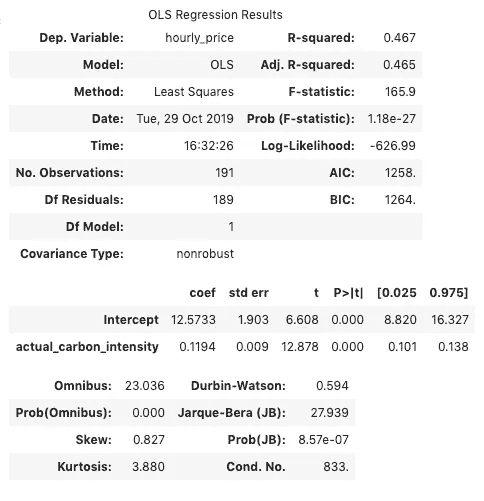 OLS Regression Results
Dep. Variable: hourly_price R-squared: 0.467
Model: OLS Adj. R-squared: 0.465
Method: Least Squares F-statistic: 165.9
Date: Tue, 29 Oct 2019 Prob (F-statistic): 1.18e-27
Time: 16:32:26 Log-Likelihood: -626.99
No. Observations: 191 AIC: 1258.
Df Residuals: 189 BIC: 1264.
Df Model: 1
Covariance Type: nonrobust
coef std err t P>|t| [0.025 0.975]
Intercept 12.5733 1.903 6.608 0.000 8.820 16.327
actual_carbon_intensity 0.1194 0.009 12.878 0.000 0.101 0.138
Omnibus: 23.036 Durbin-Watson: 0.594
Prob(Omnibus): 0.000 Jarque-Bera (JB): 27.939
Skew: 0.827 Prob(JB): 8.57e-07
Kurtosis: 3.880 Cond. No. 833.